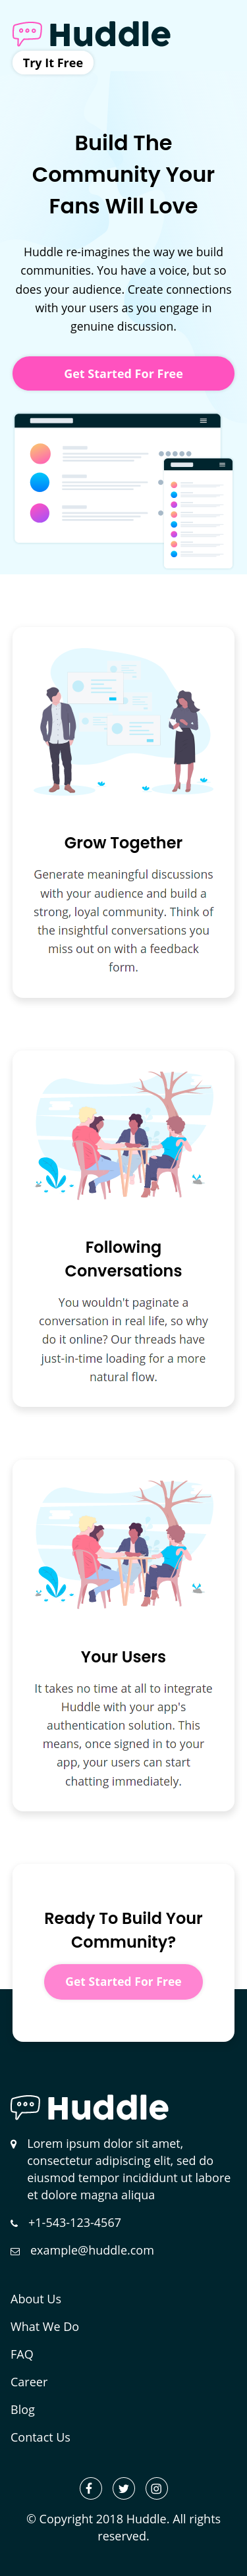 Huddle
Try It Free
Build The
Community Your
Fans Will Love
Huddle re-imagines the way we build
communities. You have a voice, but so
does your audience. Create connections
with your users as you engage in
genuine discussion.
Get Started For Free
Grow Together
Generate meaningful discussions
with your audience and build a
strong, loyal community. Think of
the insightful conversations you
miss out on with a feedback
form.
Following
Conversations
You wouldn't paginate a
conversation in real life, so why
do it online? Our threads have
just-in-time loading for a more
natural flow.
Your Users
It takes no time at all to integrate
Huddle with your app's
authentication solution. This
means, once signed in to your
app, your users can start
chatting immediately.
Ready To Build Your
Community?
Get Started For Free
Huddle
Lorem ipsum dolor sit amet,
consectetur adipiscing elit, sed do
eiusmod tempor incididunt ut labore
et dolore magna aliqua
+1-543-123-4567
example@huddle.com
About Us
What We Do
FAQ
Career
Blog
Contact Us
© Copyright 2018 Huddle. All rights
reserved.